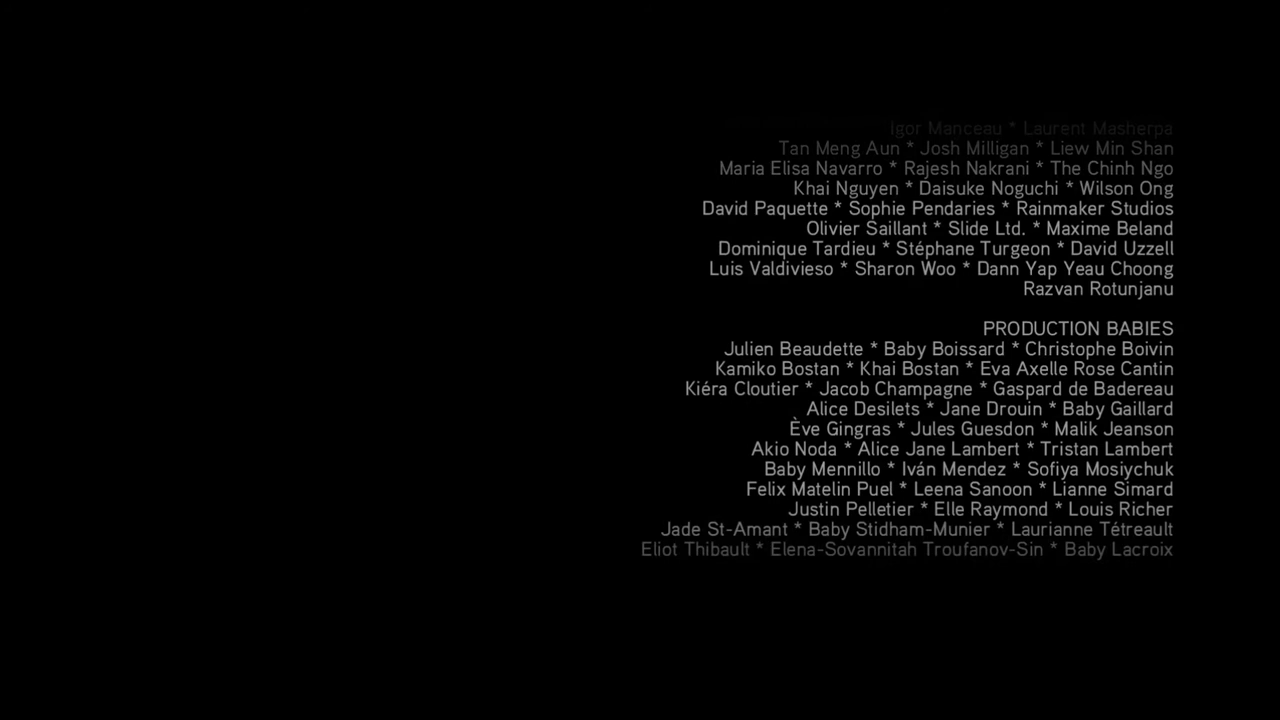 Igor Manceau * Laurent Masherpa
Tan Meng Aun * Josh Milligan * Liew Min Shan
Maria Elisa Navarro * Rajesh Nakrani * The Chinh Ngo
Khai Nguyen * Daisuke Noguchi * Wilson Ong
David Paquette * Sophie Pendaries * Rainmaker Studios
Olivier Saillant * Slide Ltd. * Maxime Beland
Dominique Tardieu * Stéphane Turgeon * David Uzzell
Luis Valdivieso * Sharon Woo * Dann Yap Yeau Choong
Razvan Rotunjanu
PRODUCTION BABIES
Julien Beaudette * Baby Boissard * Christophe Boivin
Kamiko Bostan * Khai Bostan * Eva Axelle Rose Cantin
Kiéra Cloutier * Jacob Champagne * Gaspard de Badereau
Alice Desilets * Jane Drouin * Baby Gaillard
Ève Gingras * Jules Guesdon * Malik Jeanson
Akio Noda * Alice Jane Lambert * Tristan Lambert
Baby Mennillo * Iván Mendez * Sofiya Mosiychuk
Felix Matelin Puel * Leena Sanoon * Lianne Simard
Justin Pelletier * Elle Raymond * Louis Richer
Jade St-Amant * Baby Stidham-Munier * Laurianne Tétreault
Eliot Thibault * Elena-Sovannitah Troufanov-Sin * Baby Lacroix